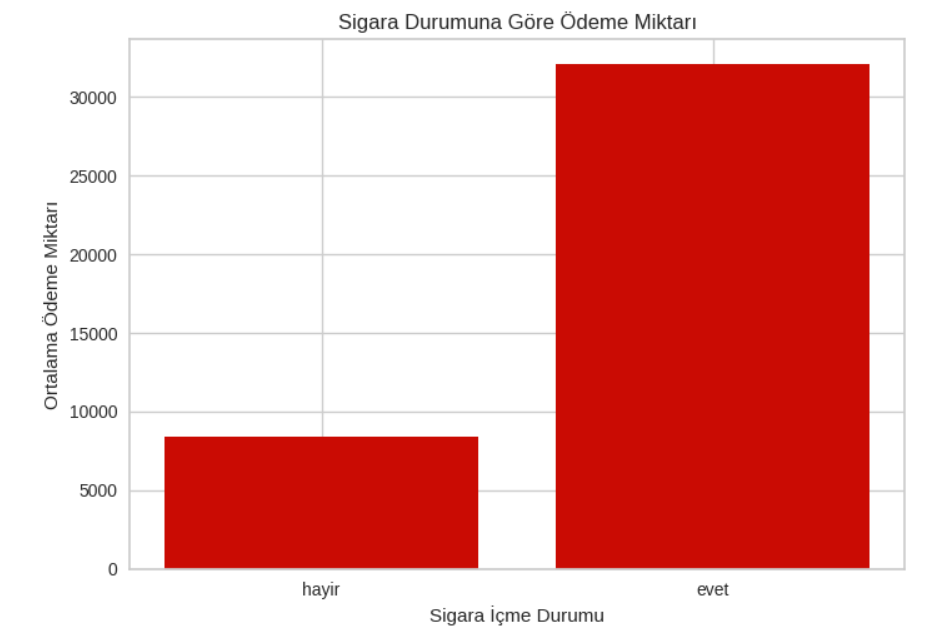 Sigara Durumuna Göre Ödeme Miktarı
Ortalama Ödeme Miktarı
30000
25000
20000
15000
10000
5000
0
hayir
evet
Sigara İçme Durumu